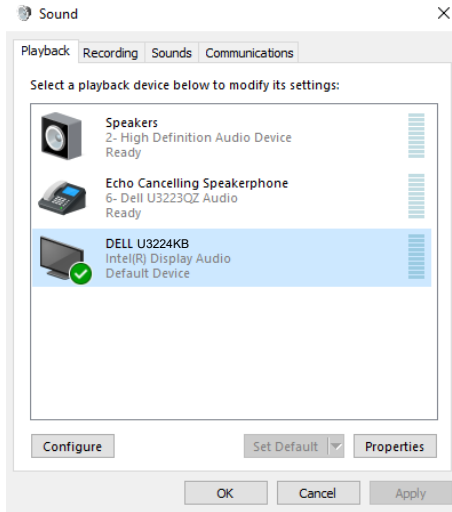 Sound
Playback Recording Sounds Communications
Select a playback device below to modify its settings:
Speakers
2- High Definition Audio Device
Ready
Echo Cancelling Speakerphone
6- Dell U3223QZ Audio
Ready
DELL U3224KB
Intel(R) Display Audio
Default Device
Configure Set Default Properties
OK Cancel Apply